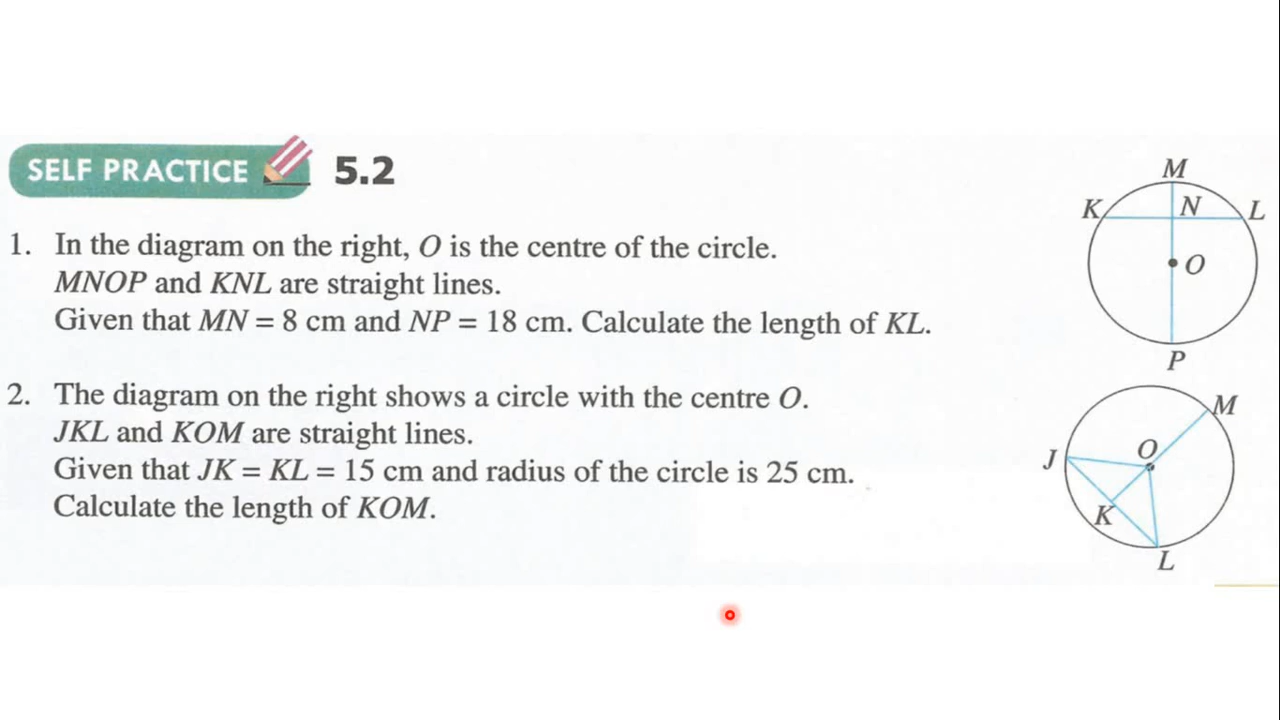 SELF PRACTICE 5.2
1. In the diagram on the right, O is the centre of the circle.
MNOP and KNL are straight lines.
Given that MN = 8 cm and NP = 18 cm. Calculate the length of KL.
M
K N L
O
P
2. The diagram on the right shows a circle with the centre O.
JKL and KOM are straight lines.
Given that JK = KL = 15 cm and radius of the circle is 25 cm.
Calculate the length of KOM.
M
O
J
K
L